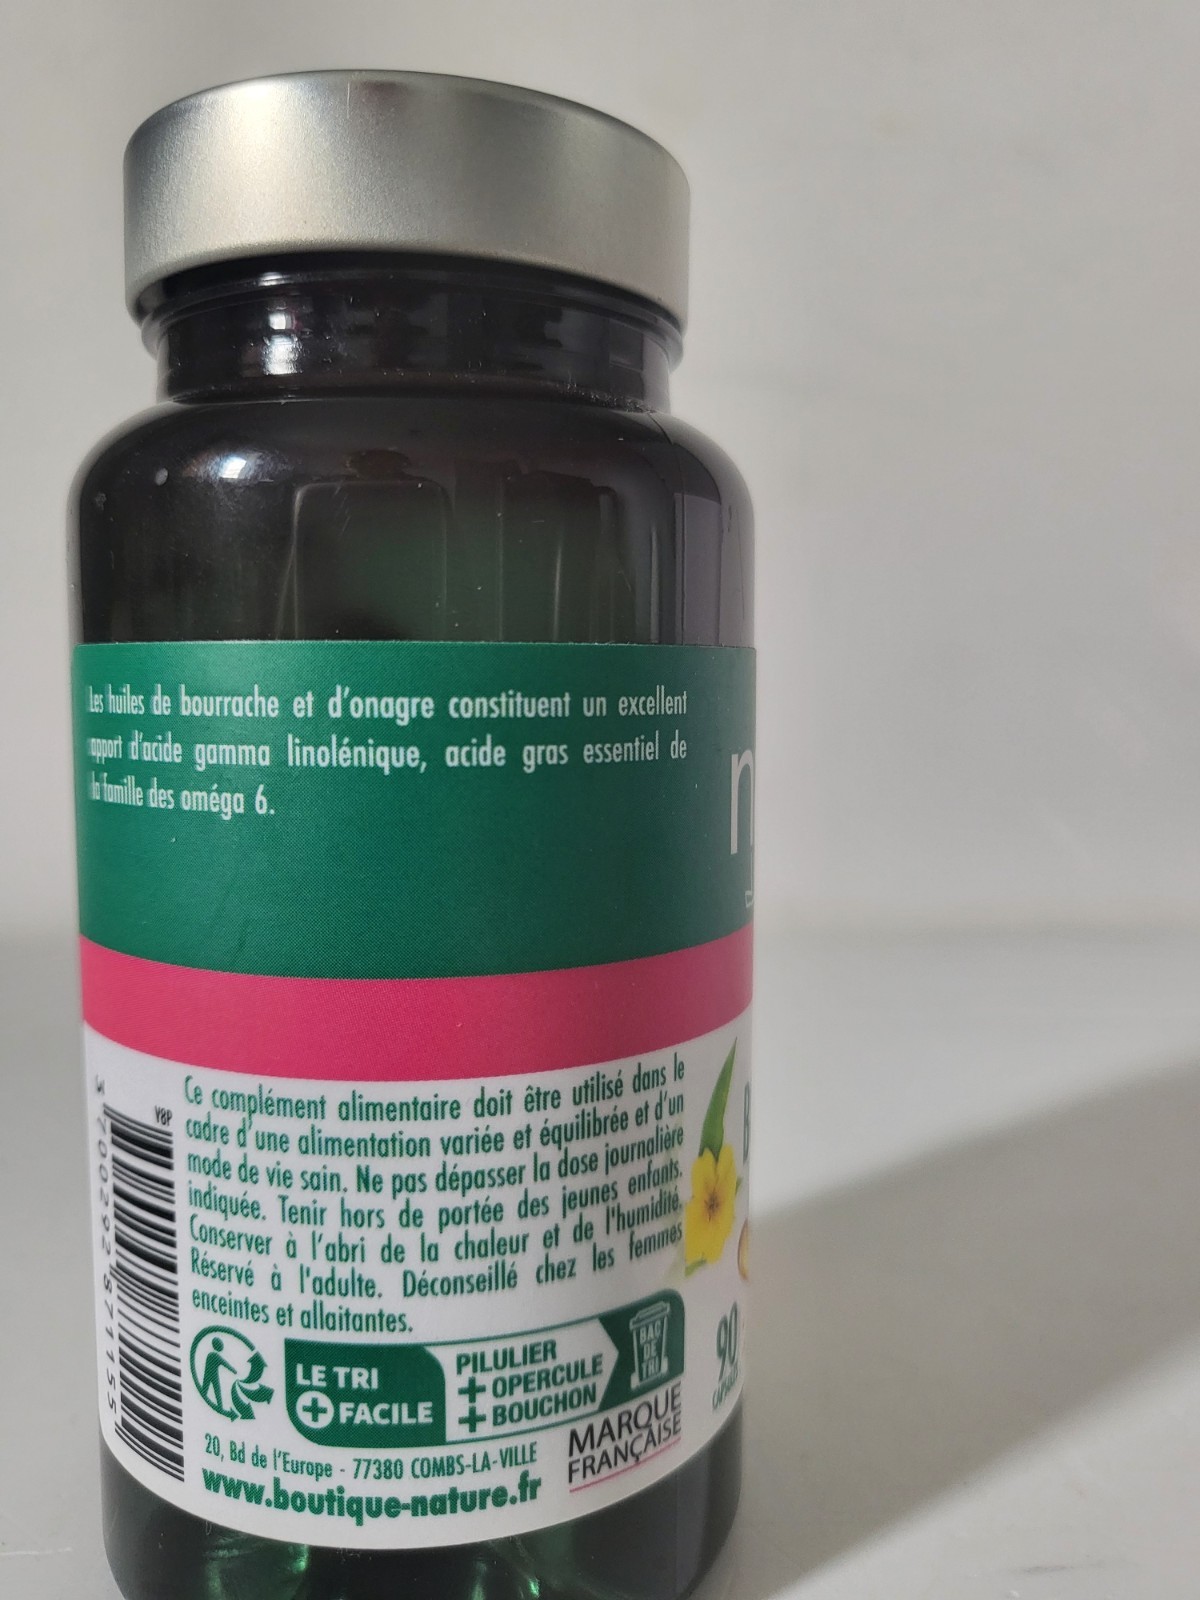 Les huiles de bourrache et d'onagre constituent un excellent
apport d'acide gamma linolénique, acide gras essentiel de
la famille des oméga 6.
Ce complément alimentaire doit être utilisé dans le
cadre d'une alimentation variée et équilibrée et d'un
mode de vie sain. Ne pas dépasser la dose journalière
indiquée. Tenir hors de portée des jeunes enfants.
Conserver à l'abri de la chaleur et de l'humidité.
Réservé à l'adulte. Déconseillé chez les femmes
enceintes et allaitantes.
Y8P
3 700292 871155
LE TRI
+ FACILE
PILULIER
+ OPERCULE
+ BOUCHON
BAC
DE
TRI
MARQUE
FRANÇAISE
20, Bd de l'Europe - 77380 COMBS-LA-VILLE
www.boutique-nature.fr
90